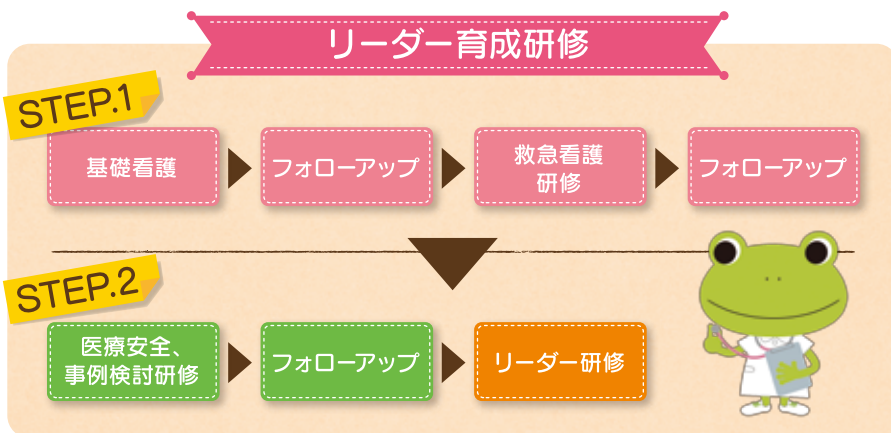 リーダー育成研修
STEP.1
基礎看護
フォローアップ
救急看護
研修
フォローアップ
STEP.2
医療安全、
事例検討研修
フォローアップ
リーダー研修